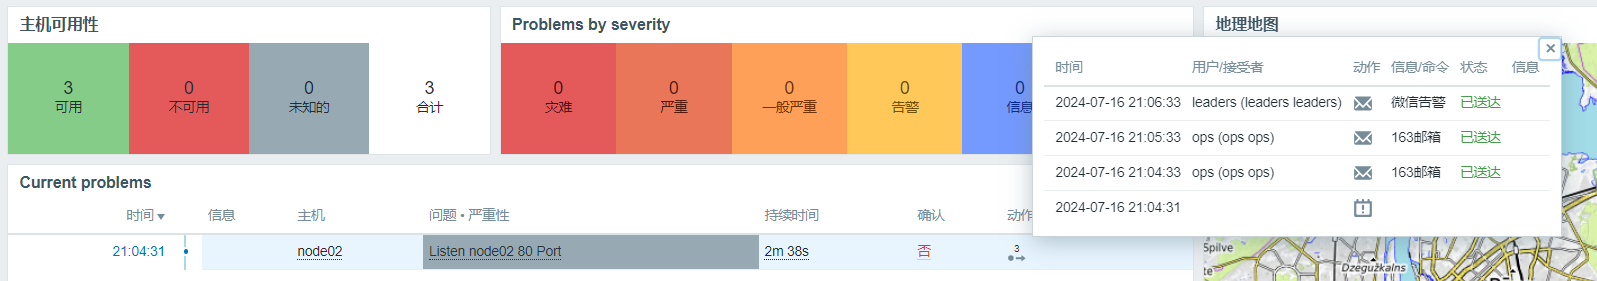 主机可用性
3
可用
0
不可用
0
未知的
3
合计
Problems by severity
0
灾难
0
严重
0
一般严重
0
告警
0
信息
地理地图
时间 用户/接受者 动作 信息/命令 状态 信息
2024-07-16 21:06:33 leaders (leaders leaders) 微信告警 已送达
2024-07-16 21:05:33 ops (ops ops) 163邮箱 已送达
2024-07-16 21:04:33 ops (ops ops) 163邮箱 已送达
2024-07-16 21:04:31
Current problems
时间 信息 主机 问题 • 严重性 持续时间 确认 动作
21:04:31 node02 Listen node02 80 Port 2m 38s 否 3
Spilve
Dzegužkalns